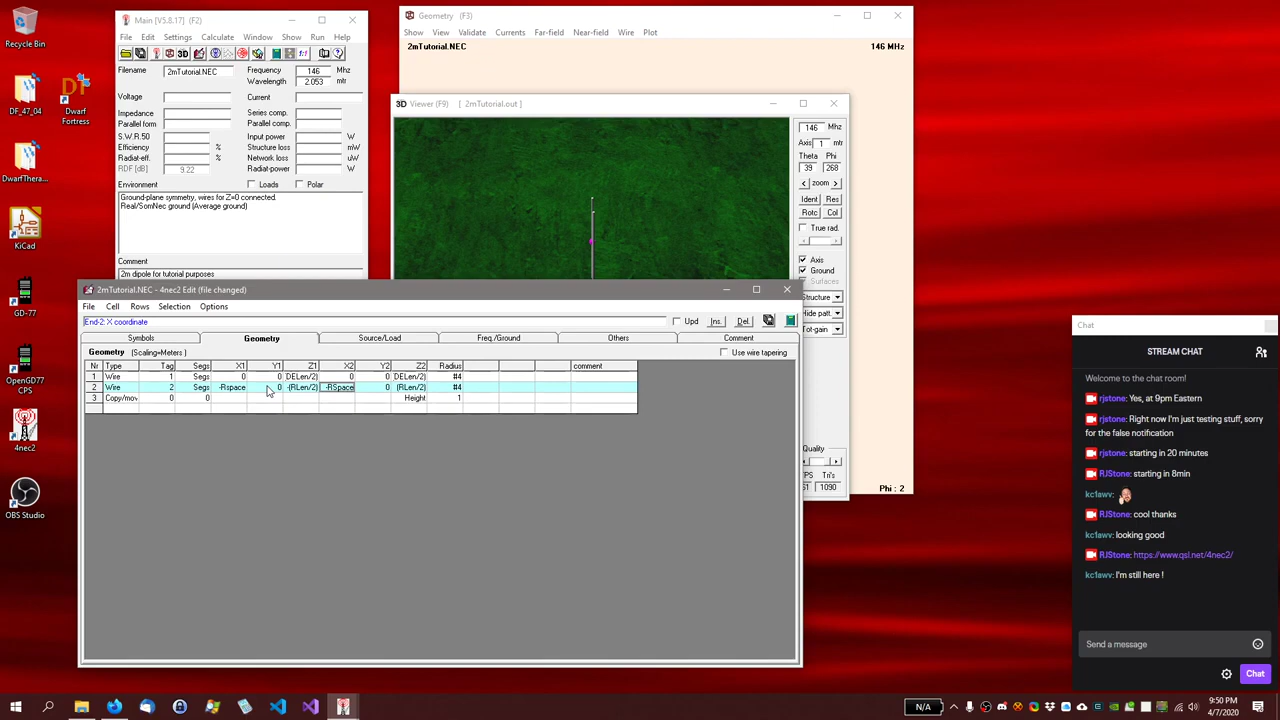 Recycle Bin
DF_47_04
Dwarf Fortress
DwarfThera...
KiCad
GD-77
OpenGD77 CPS
4nec2
OBS Studio
Main [V5.8.17] (F2)
File Edit Settings Calculate Window Show Run Help
3D
1:1
Filename 2mTutorial.NEC Frequency 146 Mhz
Wavelength 2.053 mtr
Voltage Current
Impedance Series comp.
Parallel form Parallel comp.
S.W.R.50 Input power W
Efficiency % Structure loss mW
Radiat-eff. % Network loss uW
RDF [dB] 9.22 Radiat-power W
Environment Loads Polar
Ground-plane symmetry, wires for Z=0 connected.
Real/SomNec ground (Average ground)
Comment
2m dipole for tutorial purposes
Geometry (F3)
Show View Validate Currents Far-field Near-field Wire Plot
2mTutorial.NEC 146 MHz
Phi : 2
3D Viewer (F9) [ 2mTutorial.out ]
146 Mhz
Axis 1 mtr
Theta Phi
39 268
< zoom >
Ident Res
Rotc Col
True rad.
Axis
Ground
Surfaces
Structure
Hide patt.
Tot-gain
Quality
Tri's
1090
2mTutorial.NEC - 4nec2 Edit (file changed)
File Cell Rows Selection Options
End-2: X coordinate Upd Ins. Del.
Symbols Geometry Source/Load Freq./Ground Others Comment
Geometry (Scaling=Meters) Use wire tapering
Nr Type Tag Segs X1 Y1 Z1 X2 Y2 Z2 Radius comment
1 Wire 1 Segs 0 0 DELen/2) 0 0 (DELen/2) #4
2 Wire 2 Segs -Rspace 0 -(RLen/2) -RSpace 0 (RLen/2) #4
3 Copy/mov 0 0 Height 1
Chat
STREAM CHAT
Welcome to the chat room!
rjstone: Yes, at 9pm Eastern
rjstone: Right now I'm just testing stuff, sorry for the false notification
rjstone: starting in 20 minutes
RJStone: starting in 8min
kc1awv:
RJStone: cool thanks
kc1awv: looking good
RJStone: https://www.qsl.net/4nec2/
kc1awv: I'm still here !
Send a message
Chat
N/A
9:50 PM
4/7/2020